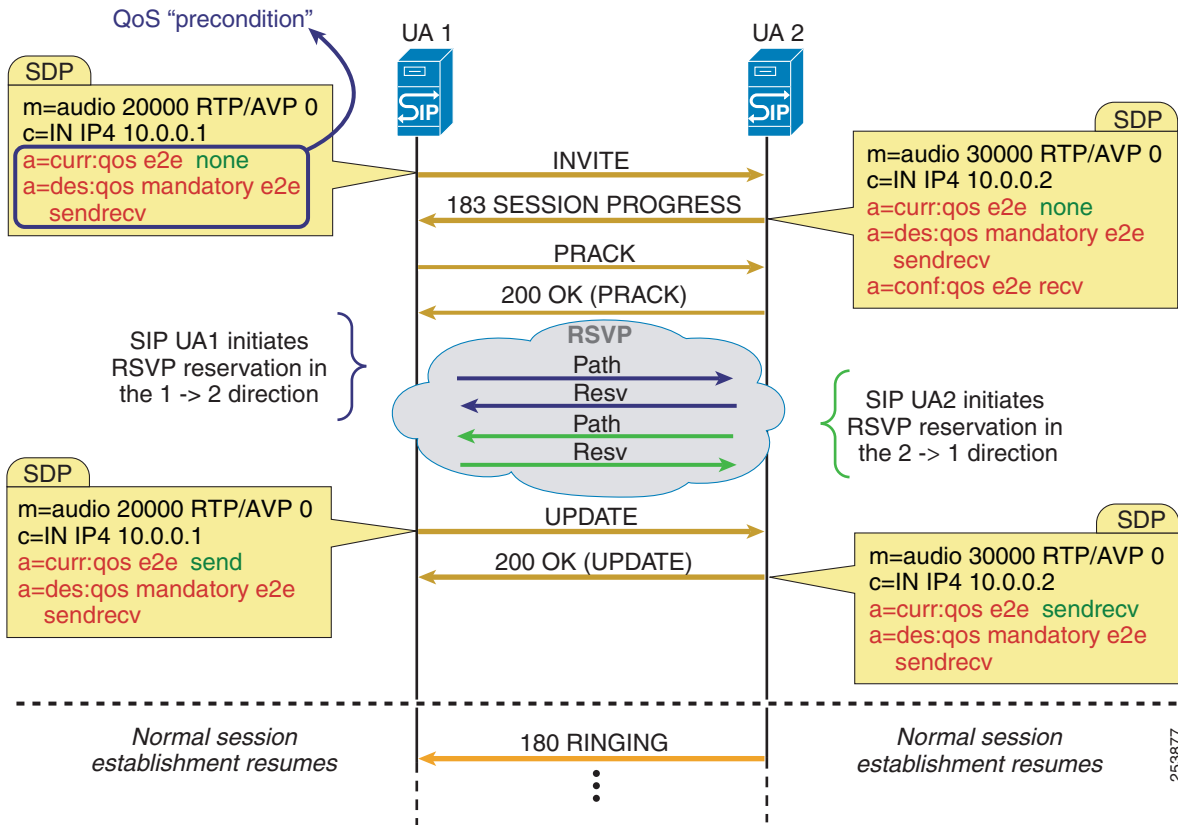 QoS “precondition”
UA 1
UA 2
SDP
m=audio 20000 RTP/AVP 0
c=IN IP4 10.0.0.1
a=curr:qos e2e none
a=des:qos mandatory e2e
sendrecv
SIP
SIP
SDP
m=audio 30000 RTP/AVP 0
c=IN IP4 10.0.0.2
a=curr:qos e2e none
a=des:qos mandatory e2e
sendrecv
a=conf:qos e2e recv
INVITE
183 SESSION PROGRESS
PRACK
200 OK (PRACK)
SIP UA1 initiates
RSVP reservation in
the 1 -> 2 direction
RSVP
Path
Resv
Path
Resv
SIP UA2 initiates
RSVP reservation in
the 2 -> 1 direction
SDP
m=audio 20000 RTP/AVP 0
c=IN IP4 10.0.0.1
a=curr:qos e2e send
a=des:qos mandatory e2e
sendrecv
UPDATE
200 OK (UPDATE)
SDP
m=audio 30000 RTP/AVP 0
c=IN IP4 10.0.0.2
a=curr:qos e2e sendrecv
a=des:qos mandatory e2e
sendrecv
Normal session
establishment resumes
180 RINGING
Normal session
establishment resumes
253877